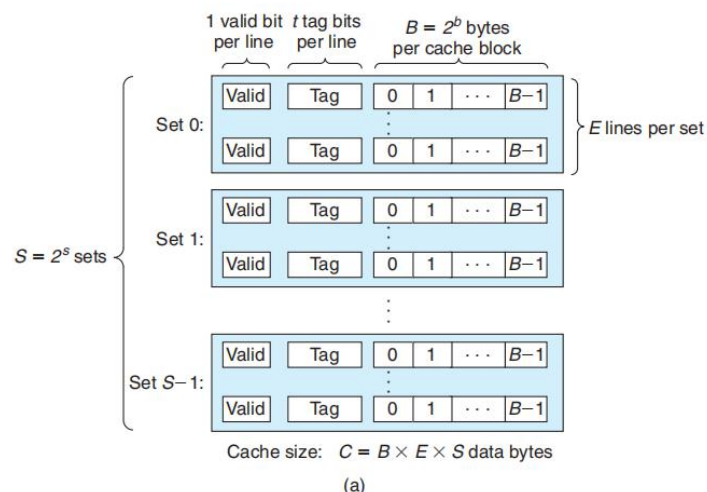 1 valid bit per line
t tag bits per line
B = 2^b bytes per cache block
Set 0:
Valid Tag 0 1 · · · B–1
Valid Tag 0 1 · · · B–1
E lines per set
Set 1:
Valid Tag 0 1 · · · B–1
Valid Tag 0 1 · · · B–1
S = 2^s sets
Set S–1:
Valid Tag 0 1 · · · B–1
Valid Tag 0 1 · · · B–1
Cache size: C = B × E × S data bytes
(a)